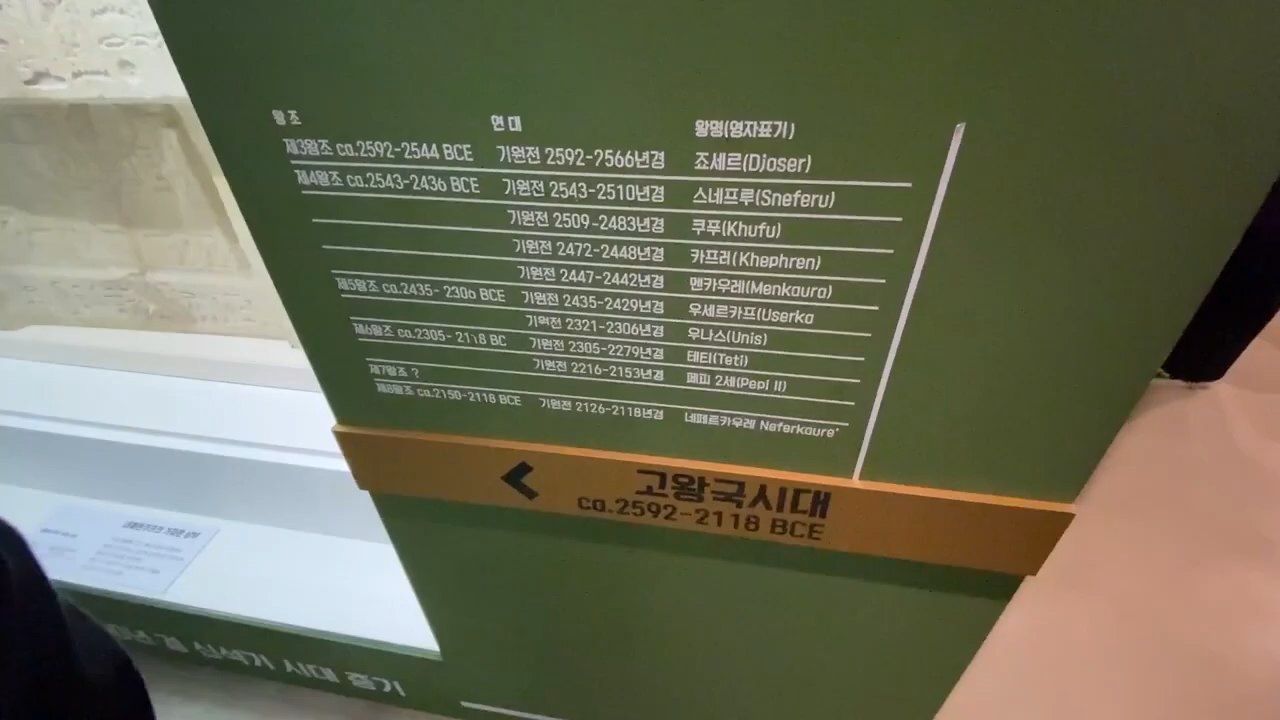 왕조 연대 왕명(영자표기)
제3왕조 ca.2592-2544 BCE 기원전 2592-2566년경 죠세르(Djoser)
제4왕조 ca.2543-2436 BCE 기원전 2543-2510년경 스네프루(Sneferu)
기원전 2509-2483년경 쿠푸(Khufu)
기원전 2472-2448년경 카프러(Khephren)
기원전 2447-2442년경 멘카우레(Menkaura)
제5왕조 ca.2435- 2306 BCE 기원전 2435-2429년경 우세르카프(Userka
기원전 2321-2306년경 우나스(Unis)
제6왕조 ca.2305- 2118 BC 기원전 2305-2279년경 테티(Teti)
기원전 2216-2153년경 페피 2세(Pepi II)
제7왕조 ?
제8왕조 ca.2150-2118 BCE 기원전 2126-2118년경 네페르카우레 Neferkaure*
고왕국시대
ca.2592-2118 BCE
년 경 신석기 시대 중기